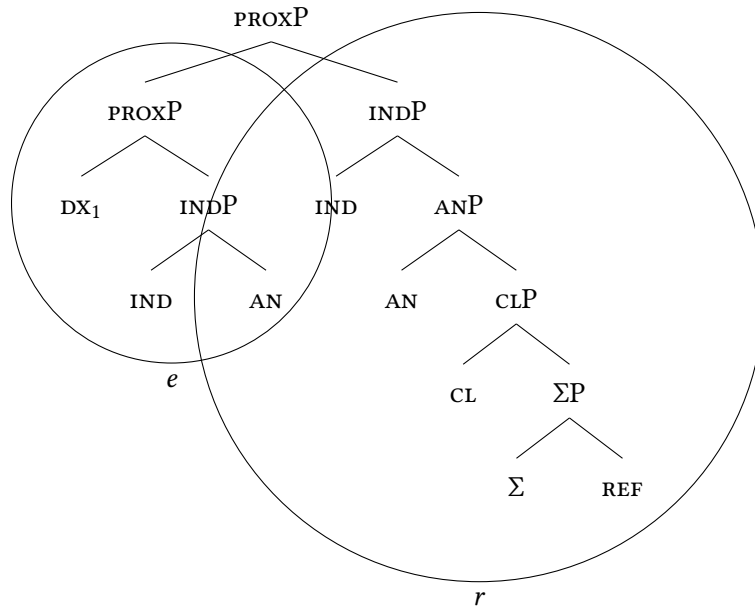 PROXP
PROXP INDP
DX₁ INDP IND ANP
IND AN AN CLP
e
CL ΣP
Σ REF
r